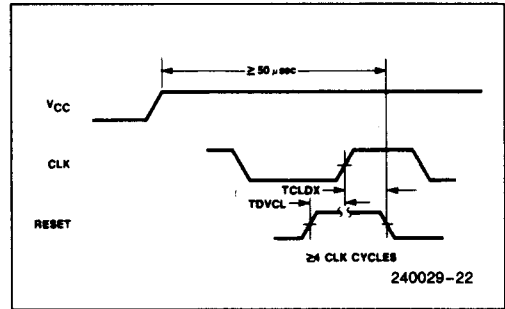 ≥ 50 μsec
VCC
CLK
TCLDX
TDVCL
RESET
≥4 CLK CYCLES
240029-22